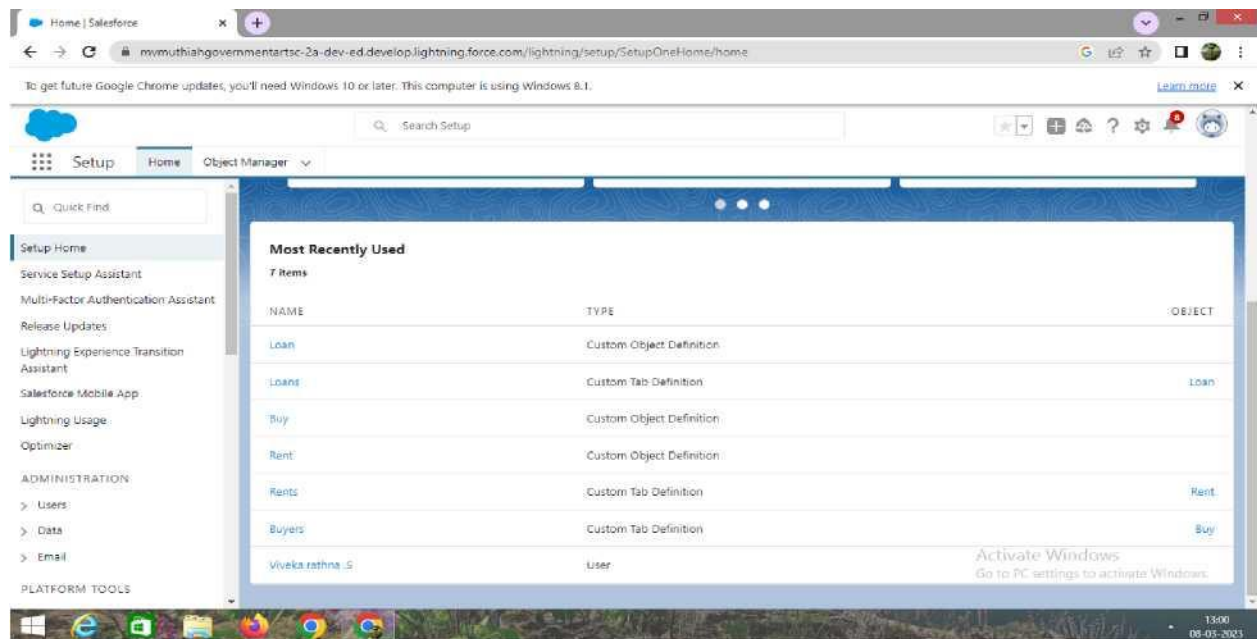 Home | Salesforce
mvmuthiahgovernmentartsc-2a-dev-ed.develop.lightning.force.com/lightning/setup/SetupOneHome/home
To get future Google Chrome updates, you'll need Windows 10 or later. This computer is using Windows 8.1.
Learn more
Search Setup
8
Setup
Home
Object Manager
Quick Find
Setup Home
Service Setup Assistant
Multi-Factor Authentication Assistant
Release Updates
Lightning Experience Transition
Assistant
Salesforce Mobile App
Lightning Usage
Optimizer
ADMINISTRATION
Users
Data
Email
PLATFORM TOOLS
Most Recently Used
7 items
NAME TYPE OBJECT
Loan Custom Object Definition
Loans Custom Tab Definition Loan
Buy Custom Object Definition
Rent Custom Object Definition
Rents Custom Tab Definition Rent
Buyers Custom Tab Definition Buy
Viveka rathna .S User
Activate Windows
Go to PC settings to activate Windows.
13:00
08-03-2023